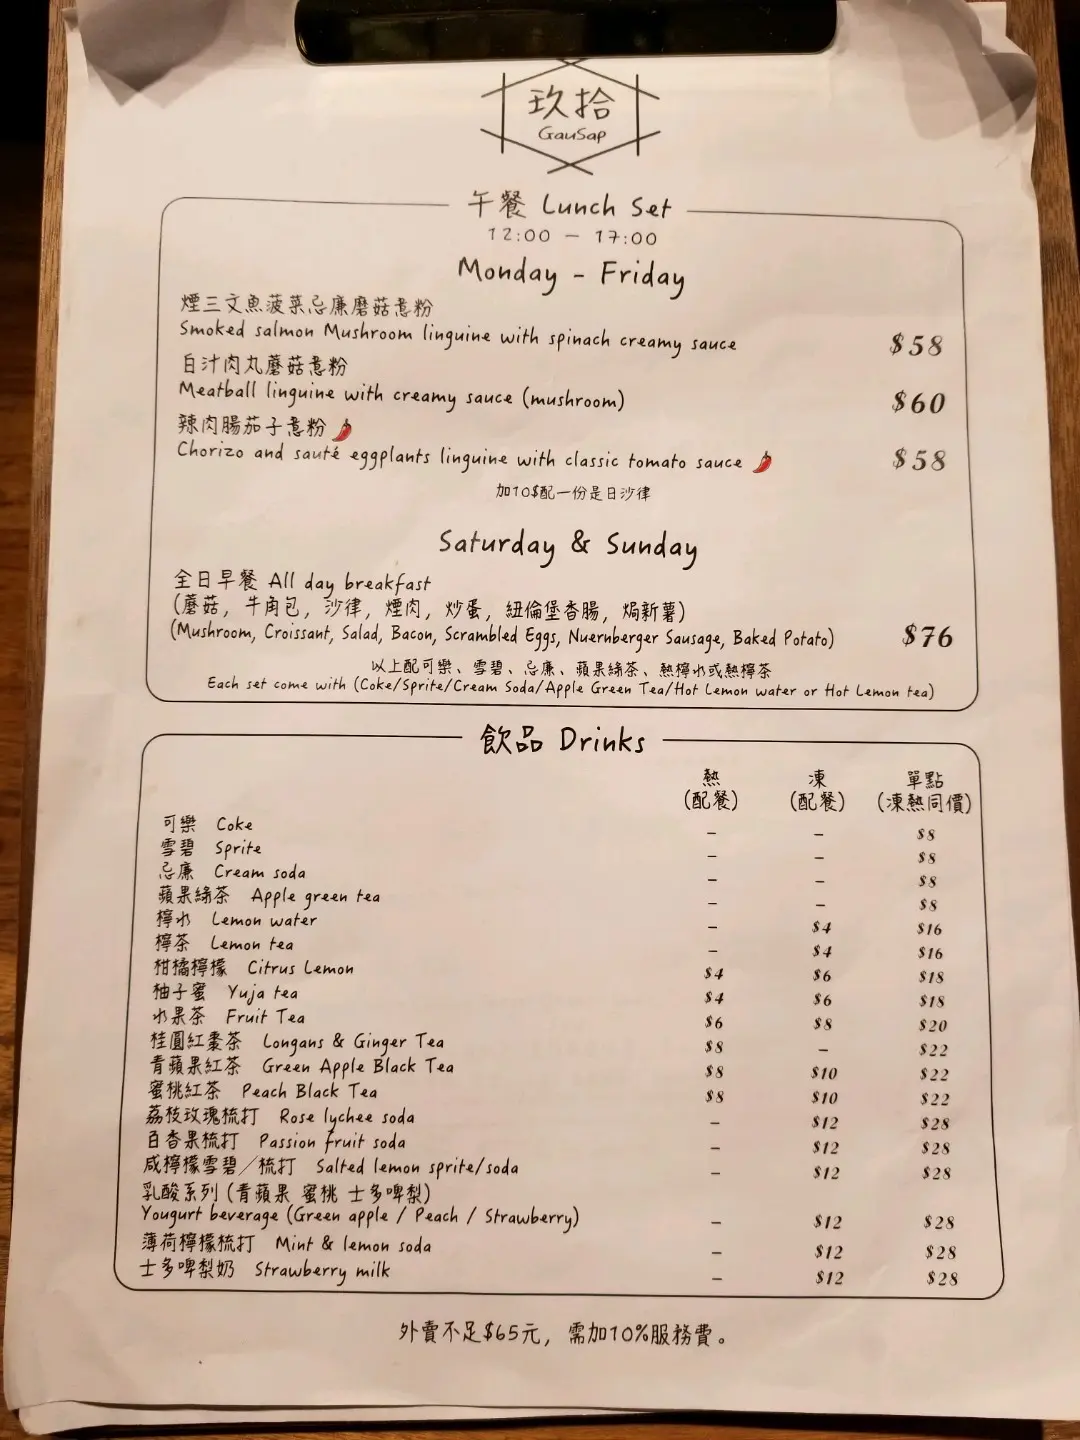 玖拾
GauSap
午餐 Lunch Set
12:00 — 17:00
Monday - Friday
煙三文魚菠菜忌廉磨菇意粉
Smoked salmon Mushroom linguine with spinach creamy sauce $58
白汁肉丸蘑菇意粉
Meatball linguine with creamy sauce (mushroom) $60
辣肉腸茄子意粉
Chorizo and sauté eggplants linguine with classic tomato sauce $58
加10$配一份是日沙律
Saturday & Sunday
全日早餐 All day breakfast
(蘑菇, 牛角包, 沙律, 煙肉, 炒蛋, 紐倫堡香腸, 焗新薯)
(Mushroom, Croissant, Salad, Bacon, Scrambled Eggs, Nuernberger Sausage, Baked Potato) $76
以上配可樂、雪碧、忌廉、蘋果綠茶、熱檸水或熱檸茶
Each set come with (Coke/Sprite/Cream Soda/Apple Green Tea/Hot Lemon water or Hot Lemon tea)
飲品 Drinks
熱 凍 單點
(配餐) (配餐) (凍熱同價)
可樂 Coke – – $8
雪碧 Sprite – – $8
忌廉 Cream soda – – $8
蘋果綠茶 Apple green tea – – $8
檸水 Lemon water – $4 $16
檸茶 Lemon tea – $4 $16
柑橘檸檬 Citrus Lemon $4 $6 $18
柚子蜜 Yuja tea $4 $6 $18
水果茶 Fruit Tea $6 $8 $20
桂圓紅棗茶 Longans & Ginger Tea $8 – $22
青蘋果紅茶 Green Apple Black Tea $8 $10 $22
蜜桃紅茶 Peach Black Tea $8 $10 $22
荔枝玫瑰梳打 Rose lychee soda – $12 $28
百香果梳打 Passion fruit soda – $12 $28
咸檸檬雪碧/梳打 Salted lemon sprite/soda – $12 $28
乳酸系列 (青蘋果 蜜桃 士多啤梨)
Yougurt beverage (Green apple / Peach / Strawberry) – $12 $28
薄荷檸檬梳打 Mint & lemon soda – $12 $28
士多啤梨奶 Strawberry milk – $12 $28
外賣不足$65元, 需加10%服務費。